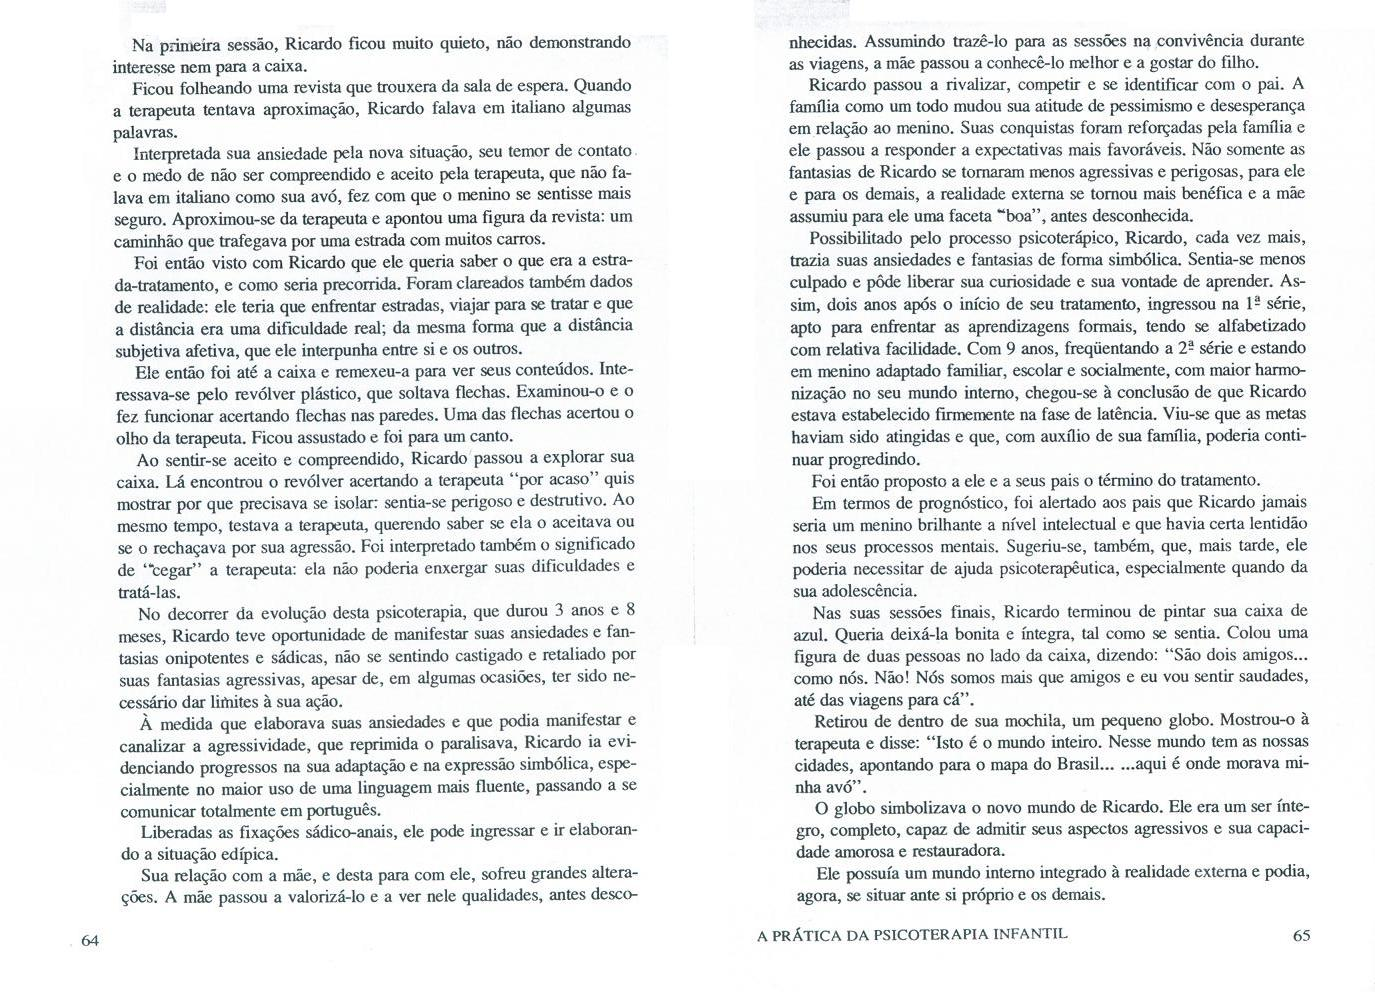 Na primeira sessão, Ricardo ficou muito quieto, não demonstrando
interesse nem para a caixa.
Ficou folheando uma revista que trouxera da sala de espera. Quando
a terapeuta tentava aproximação, Ricardo falava em italiano algumas
palavras.
Interpretada sua ansiedade pela nova situação, seu temor de contato
e o medo de não ser compreendido e aceito pela terapeuta, que não fa-
lava em italiano como sua avó, fez com que o menino se sentisse mais
seguro. Aproximou-se da terapeuta e apontou uma figura da revista: um
caminhão que trafegava por uma estrada com muitos carros.
Foi então visto com Ricardo que ele queria saber o que era a estra-
da-tratamento, e como seria precorrida. Foram clareados também dados
de realidade: ele teria que enfrentar estradas, viajar para se tratar e que
a distância era uma dificuldade real; da mesma forma que a distância
subjetiva afetiva, que ele interpunha entre si e os outros.
Ele então foi até a caixa e remexeu-a para ver seus conteúdos. Inte-
ressava-se pelo revólver plástico, que soltava flechas. Examinou-o e o
fez funcionar acertando flechas nas paredes. Uma das flechas acertou o
olho da terapeuta. Ficou assustado e foi para um canto.
Ao sentir-se aceito e compreendido, Ricardo passou a explorar sua
caixa. Lá encontrou o revólver acertando a terapeuta "por acaso" quis
mostrar por que precisava se isolar: sentia-se perigoso e destrutivo. Ao
mesmo tempo, testava a terapeuta, querendo saber se ela o aceitava ou
se o rechaçava por sua agressão. Foi interpretado também o significado
de "cegar" a terapeuta: ela não poderia enxergar suas dificuldades e
tratá-las.
No decorrer da evolução desta psicoterapia, que durou 3 anos e 8
meses, Ricardo teve oportunidade de manifestar suas ansiedades e fan-
tasias onipotentes e sádicas, não se sentindo castigado e retaliado por
suas fantasias agressivas, apesar de, em algumas ocasiões, ter sido ne-
cessário dar limites à sua ação.
À medida que elaborava suas ansiedades e que podia manifestar e
canalizar a agressividade, que reprimida o paralisava, Ricardo ia evi-
denciando progressos na sua adaptação e na expressão simbólica, espe-
cialmente no maior uso de uma linguagem mais fluente, passando a se
comunicar totalmente em português.
Liberadas as fixações sádico-anais, ele pode ingressar e ir elaboran-
do a situação edípica.
Sua relação com a mãe, e desta para com ele, sofreu grandes altera-
ções. A mãe passou a valorizá-lo e a ver nele qualidades, antes desco-
64
nhecidas. Assumindo trazê-lo para as sessões na convivência durante
as viagens, a mãe passou a conhecê-lo melhor e a gostar do filho.
Ricardo passou a rivalizar, competir e se identificar com o pai. A
família como um todo mudou sua atitude de pessimismo e desesperança
em relação ao menino. Suas conquistas foram reforçadas pela família e
ele passou a responder a expectativas mais favoráveis. Não somente as
fantasias de Ricardo se tornaram menos agressivas e perigosas, para ele
e para os demais, a realidade externa se tornou mais benéfica e a mãe
assumiu para ele uma faceta "boa", antes desconhecida.
Possibilitado pelo processo psicoterápico, Ricardo, cada vez mais,
trazia suas ansiedades e fantasias de forma simbólica. Sentia-se menos
culpado e pôde liberar sua curiosidade e sua vontade de aprender. As-
sim, dois anos após o início de seu tratamento, ingressou na 1ª série,
apto para enfrentar as aprendizagens formais, tendo se alfabetizado
com relativa facilidade. Com 9 anos, freqüentando a 2ª série e estando
em menino adaptado familiar, escolar e socialmente, com maior harmo-
nização no seu mundo interno, chegou-se à conclusão de que Ricardo
estava estabelecido firmemente na fase de latência. Viu-se que as metas
haviam sido atingidas e que, com auxílio de sua família, poderia conti-
nuar progredindo.
Foi então proposto a ele e a seus pais o término do tratamento.
Em termos de prognóstico, foi alertado aos pais que Ricardo jamais
seria um menino brilhante a nível intelectual e que havia certa lentidão
nos seus processos mentais. Sugeriu-se, também, que, mais tarde, ele
poderia necessitar de ajuda psicoterapêutica, especialmente quando da
sua adolescência.
Nas suas sessões finais, Ricardo terminou de pintar sua caixa de
azul. Queria deixá-la bonita e íntegra, tal como se sentia. Colou uma
figura de duas pessoas no lado da caixa, dizendo: "São dois amigos...
como nós. Não! Nós somos mais que amigos e eu vou sentir saudades,
até das viagens para cá".
Retirou de dentro de sua mochila, um pequeno globo. Mostrou-o à
terapeuta e disse: "Isto é o mundo inteiro. Nesse mundo tem as nossas
cidades, apontando para o mapa do Brasil... ...aqui é onde morava mi-
nha avó".
O globo simbolizava o novo mundo de Ricardo. Ele era um ser ínte-
gro, completo, capaz de admitir seus aspectos agressivos e sua capaci-
dade amorosa e restauradora.
Ele possuía um mundo interno integrado à realidade externa e podia,
agora, se situar ante si próprio e os demais.
A PRÁTICA DA PSICOTERAPIA INFANTIL 65